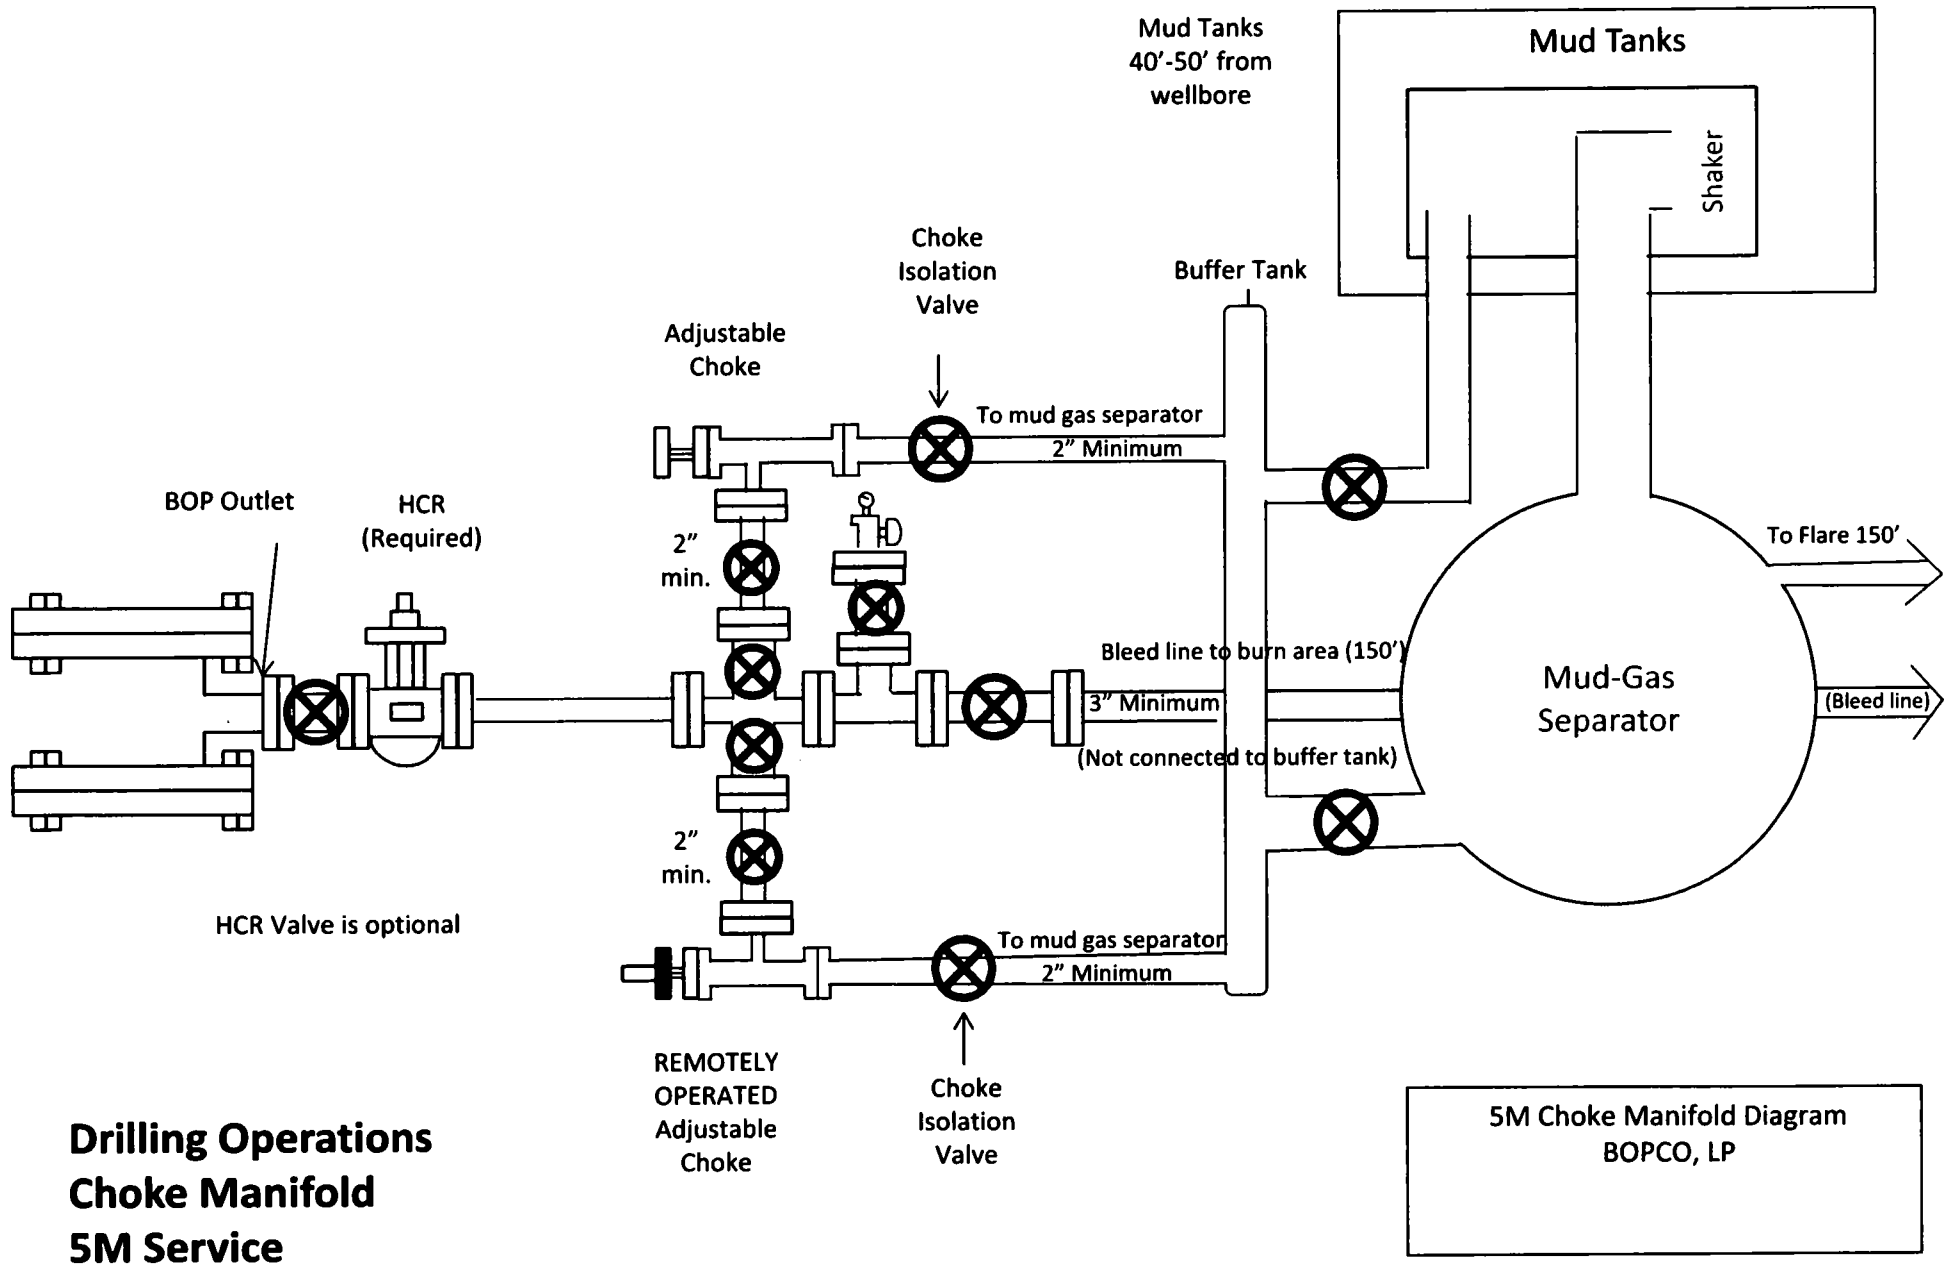 Mud Tanks
40'-50' from
wellbore
Mud Tanks
Shaker
Choke
Isolation
Valve
Buffer Tank
Adjustable
Choke
To mud gas separator
2" Minimum
BOP Outlet
HCR
(Required)
2"
min.
To Flare 150'
Bleed line to burn area (150')
3" Minimum
(Not connected to buffer tank)
Mud-Gas
Separator
(Bleed line)
2"
min.
HCR Valve is optional
To mud gas separator
2" Minimum
REMOTELY
OPERATED
Adjustable
Choke
Choke
Isolation
Valve
Drilling Operations
Choke Manifold
5M Service
5M Choke Manifold Diagram
BOPCO, LP